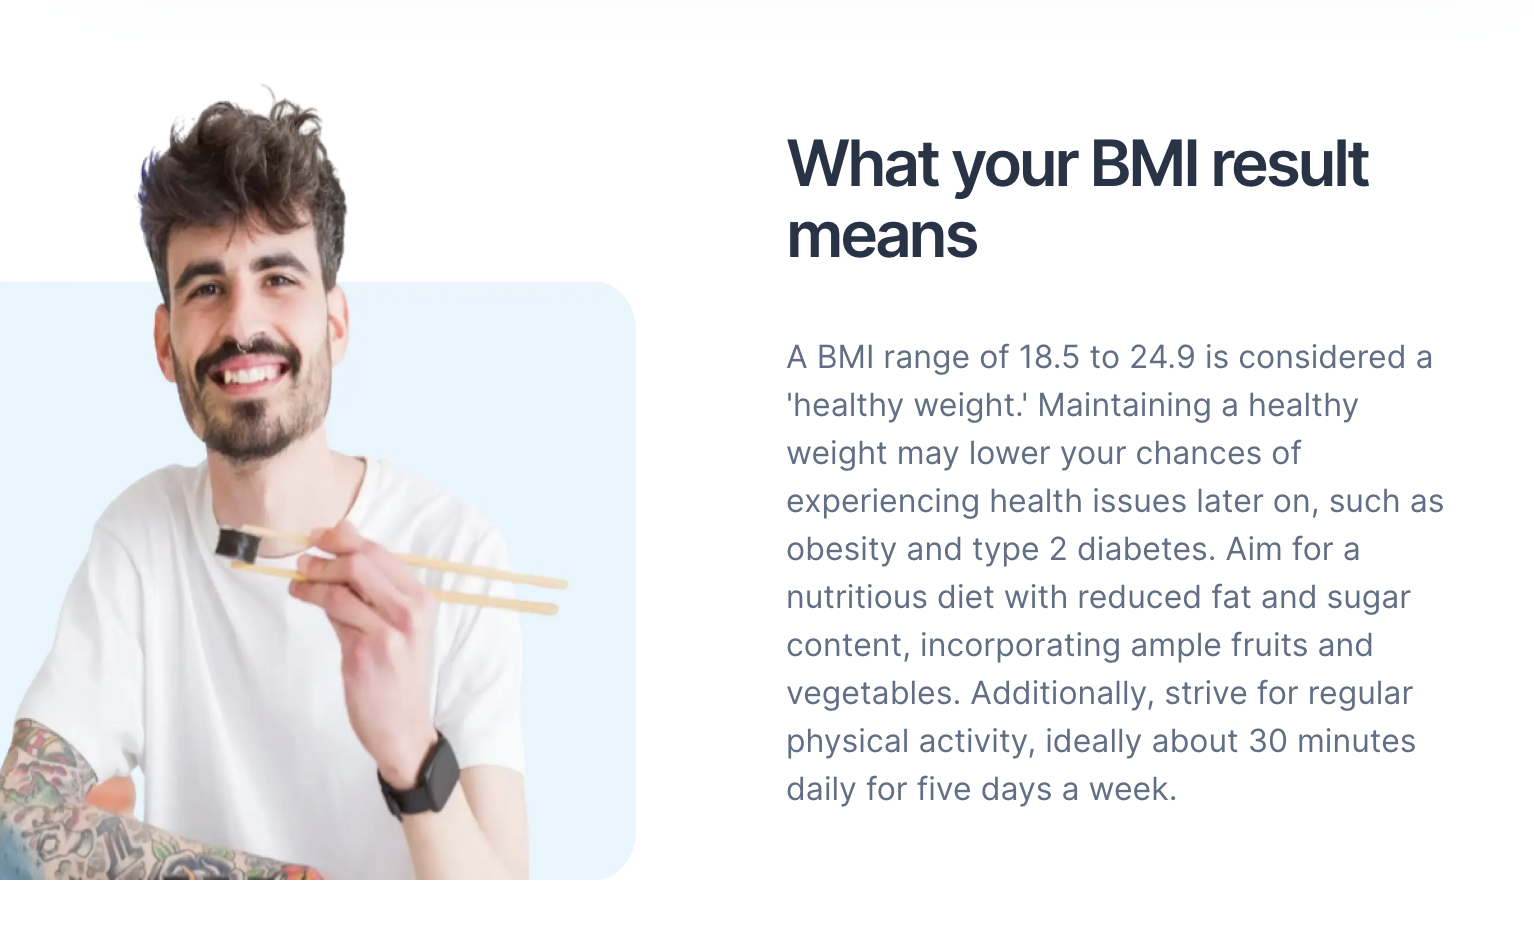 What your BMI result
means
A BMI range of 18.5 to 24.9 is considered a
'healthy weight.' Maintaining a healthy
weight may lower your chances of
experiencing health issues later on, such as
obesity and type 2 diabetes. Aim for a
nutritious diet with reduced fat and sugar
content, incorporating ample fruits and
vegetables. Additionally, strive for regular
physical activity, ideally about 30 minutes
daily for five days a week.